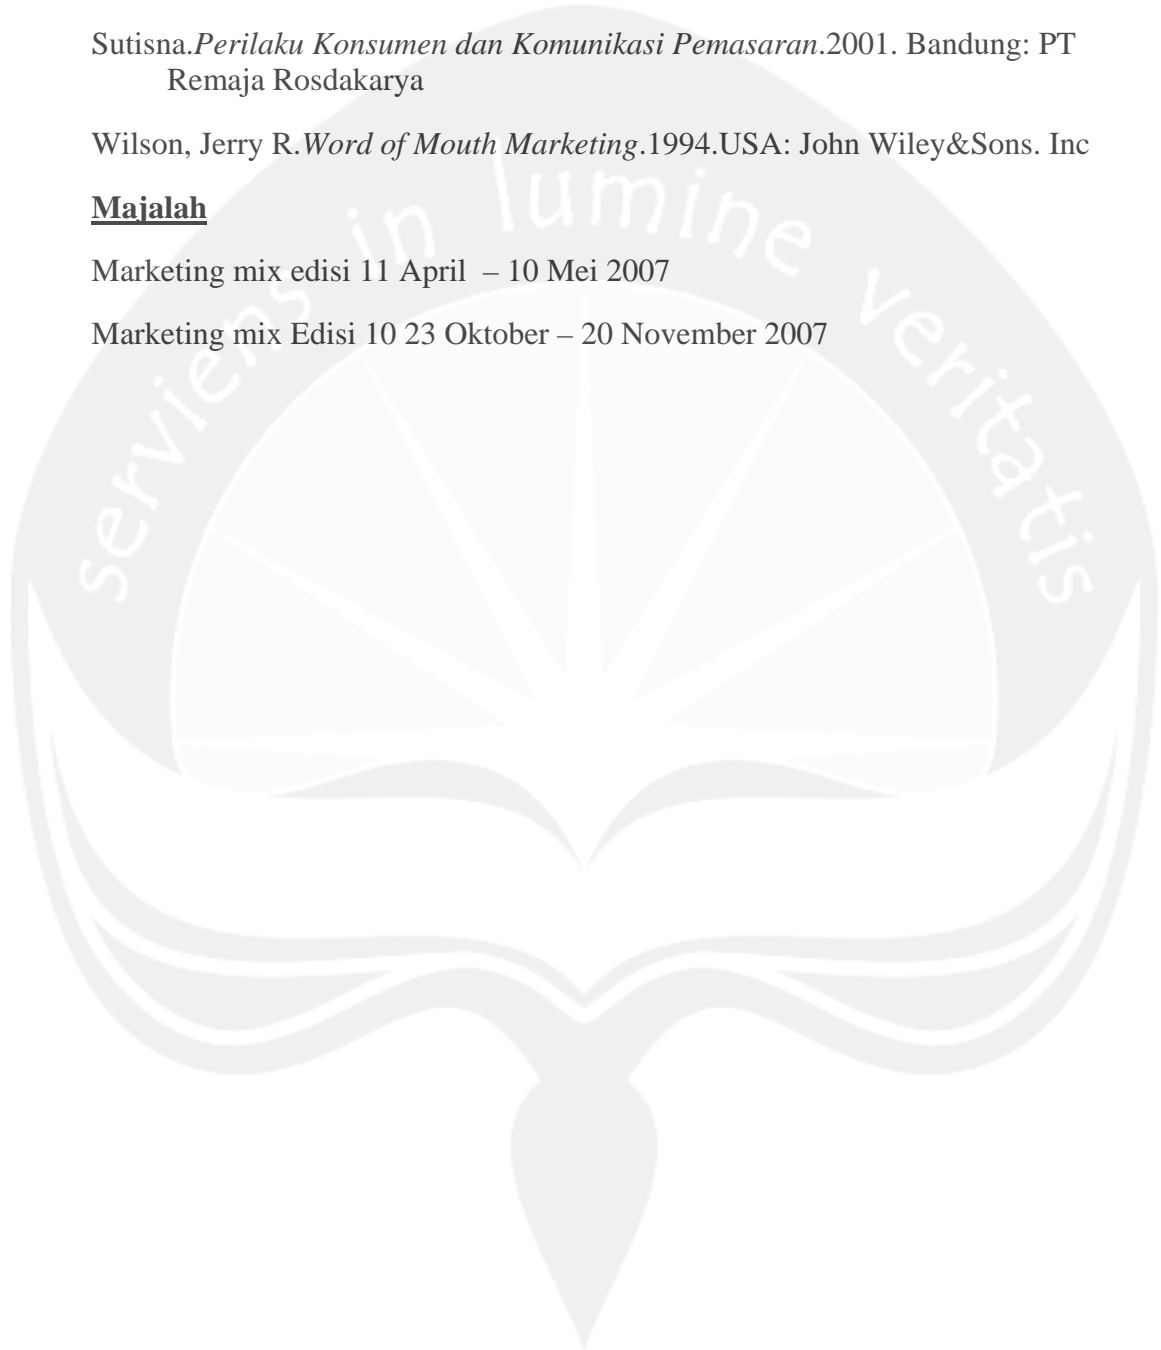 Sutisna.Perilaku Konsumen dan Komunikasi Pemasaran.2001. Bandung: PT
Remaja Rosdakarya
Wilson, Jerry R.Word of Mouth Marketing.1994.USA: John Wiley&Sons. Inc
Majalah
Marketing mix edisi 11 April – 10 Mei 2007
Marketing mix Edisi 10 23 Oktober – 20 November 2007
serviens in lumine veritatis